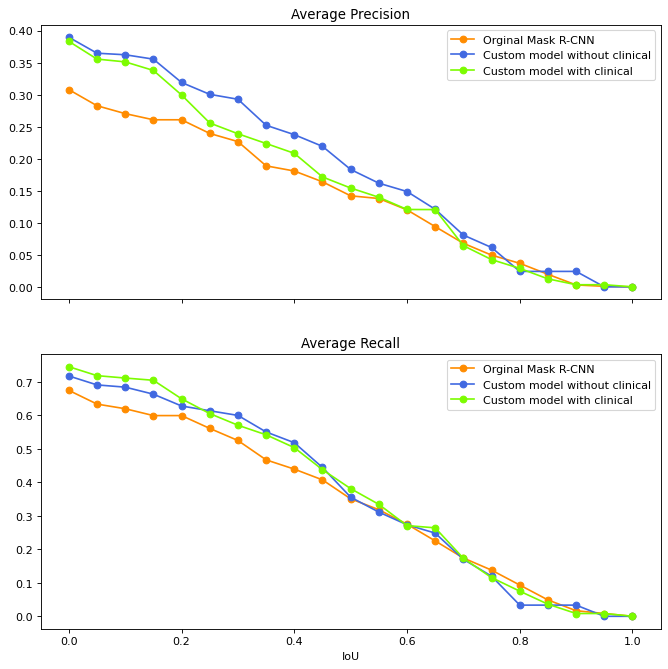 Average Precision
0.40
0.35
0.30
0.25
0.20
0.15
0.10
0.05
0.00
Orginal Mask R-CNN
Custom model without clinical
Custom model with clinical
Average Recall
0.7
0.6
0.5
0.4
0.3
0.2
0.1
0.0
Orginal Mask R-CNN
Custom model without clinical
Custom model with clinical
0.0 0.2 0.4 0.6 0.8 1.0
IoU